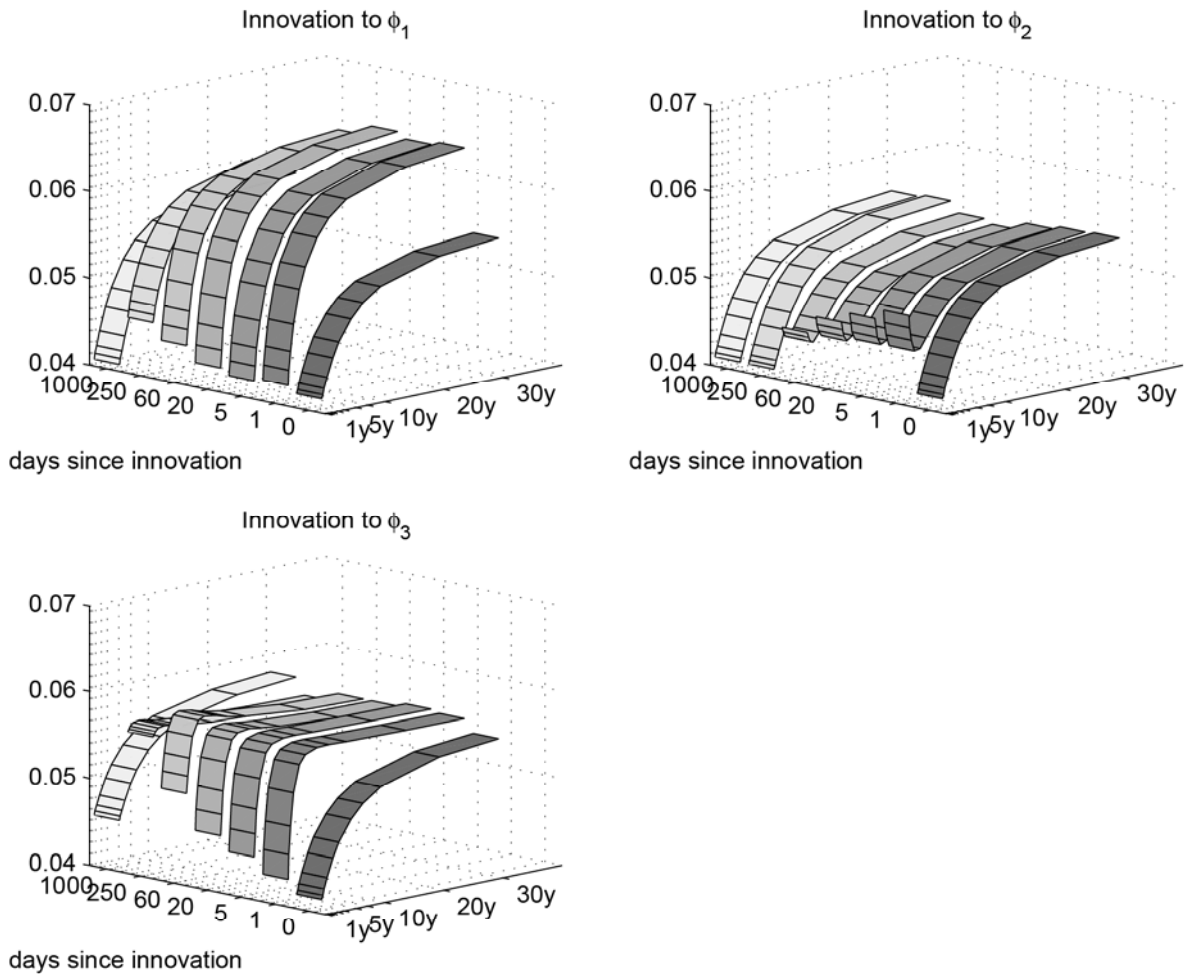 Innovation to ϕ1
0.07
0.06
0.05
0.04
1000 250 60 20 5 1 0
1y 5y 10y 20y 30y
days since innovation
Innovation to ϕ2
0.07
0.06
0.05
0.04
1000 250 60 20 5 1 0
1y 5y 10y 20y 30y
days since innovation
Innovation to ϕ3
0.07
0.06
0.05
0.04
1000 250 60 20 5 1 0
1y 5y 10y 20y 30y
days since innovation